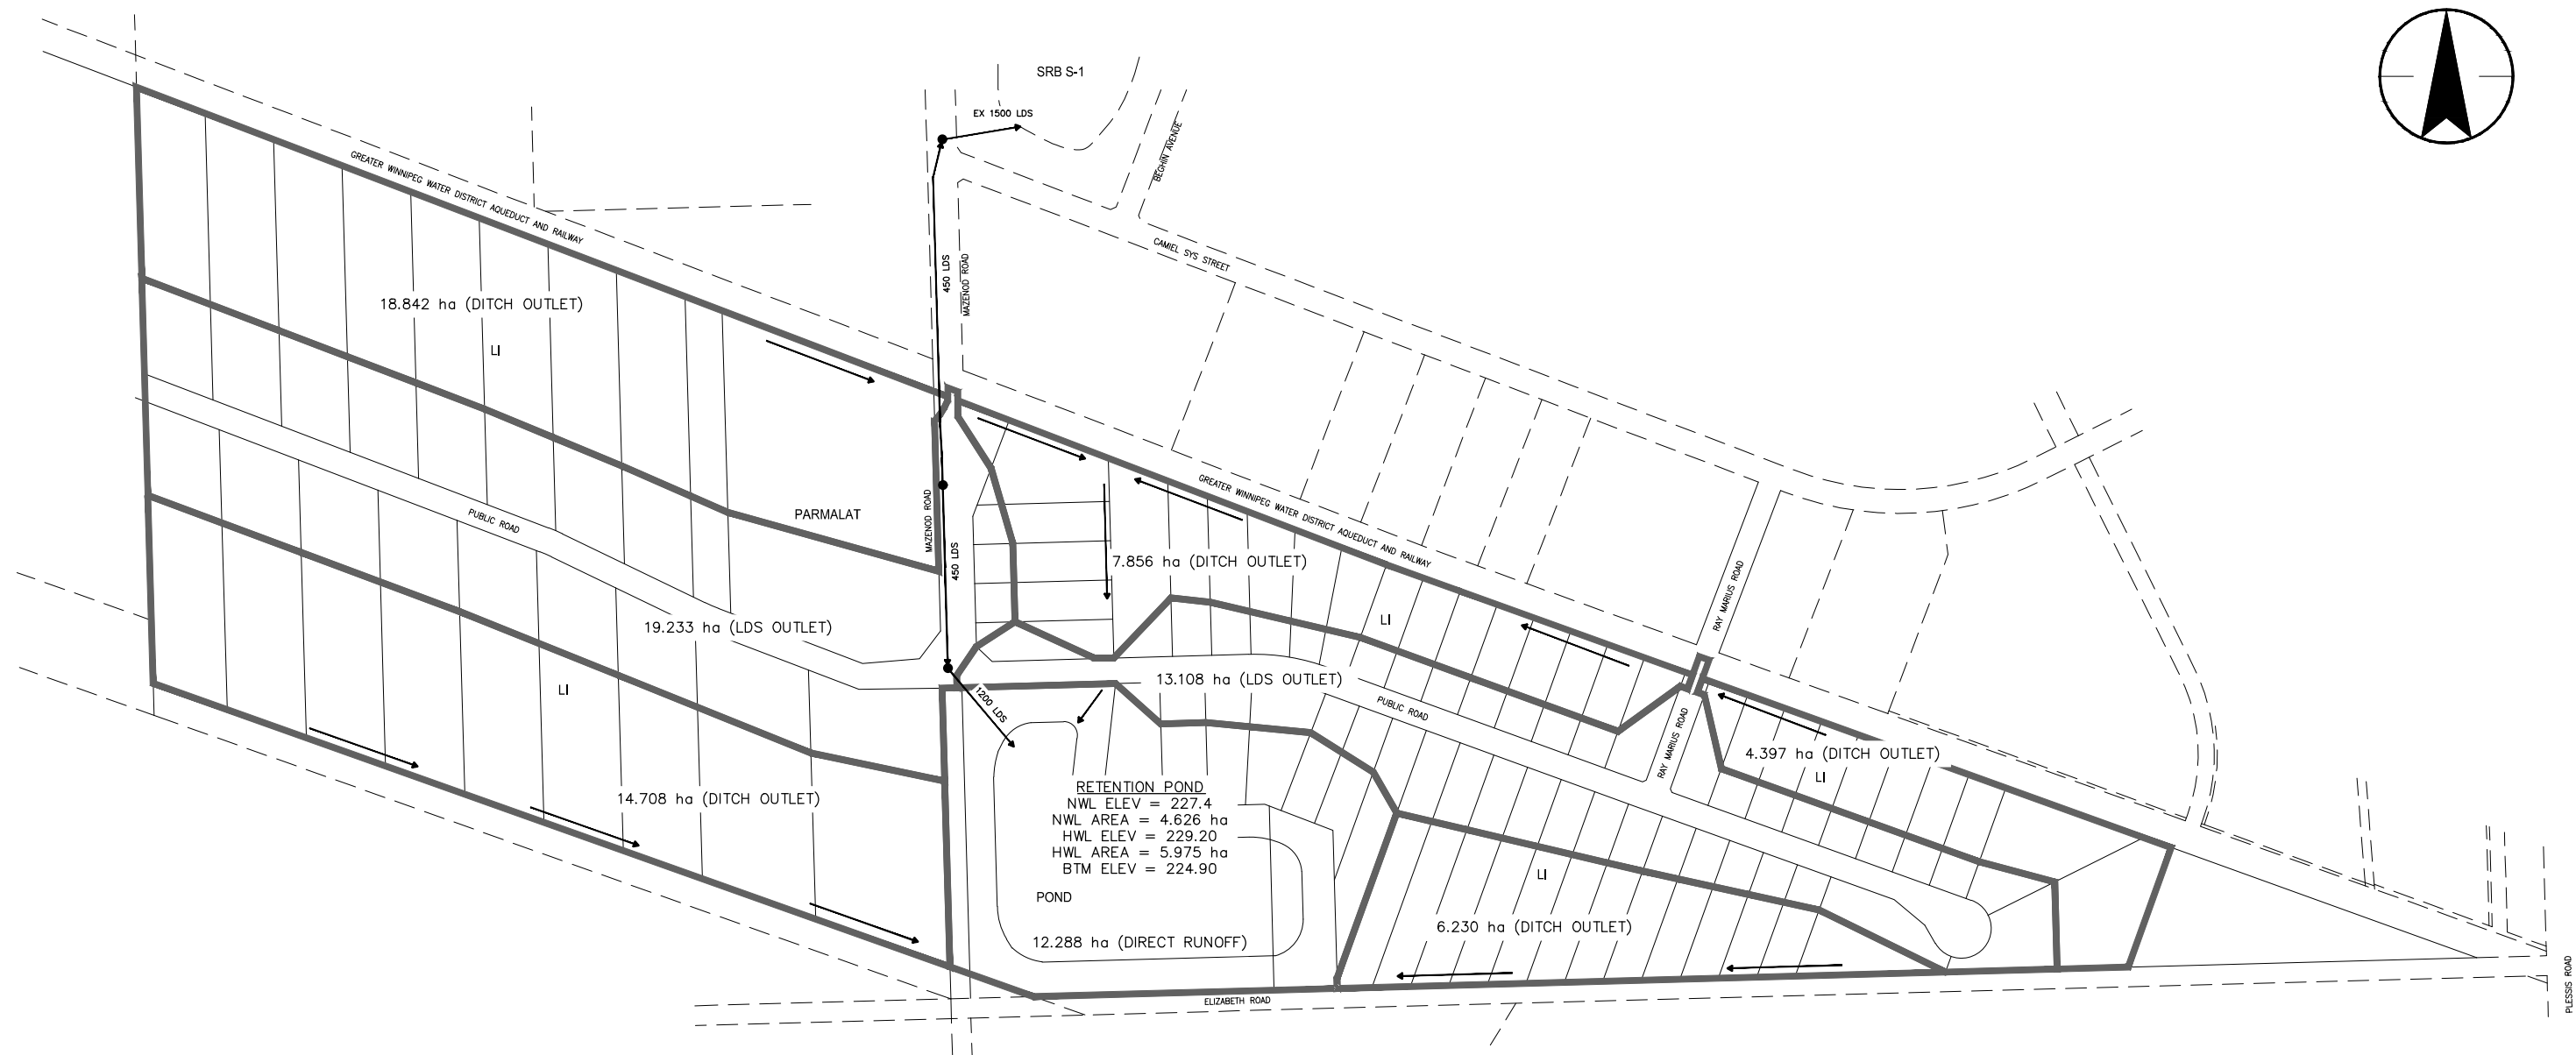 SRB S-1
EX 1500 LDS
BEGHIN AVENUE
GREATER WINNIPEG WATER DISTRICT AQUEDUCT AND RAILWAY
CAMIEL SYS STREET
450 LDS
MAZENOD ROAD
18.842 ha (DITCH OUTLET)
LI
GREATER WINNIPEG WATER DISTRICT AQUEDUCT AND RAILWAY
PARMALAT
PUBLIC ROAD
MAZENOD ROAD
450 LDS
7.856 ha (DITCH OUTLET)
LI
RAY MARIUS ROAD
19.233 ha (LDS OUTLET)
13.108 ha (LDS OUTLET)
LI
1200 LDS
PUBLIC ROAD
RAY MARIUS ROAD
4.397 ha (DITCH OUTLET)
LI
14.708 ha (DITCH OUTLET)
RETENTION POND
NWL ELEV = 227.4
NWL AREA = 4.626 ha
HWL ELEV = 229.20
HWL AREA = 5.975 ha
BTM ELEV = 224.90
LI
POND
6.230 ha (DITCH OUTLET)
12.288 ha (DIRECT RUNOFF)
ELIZABETH ROAD
PLESSIS ROAD